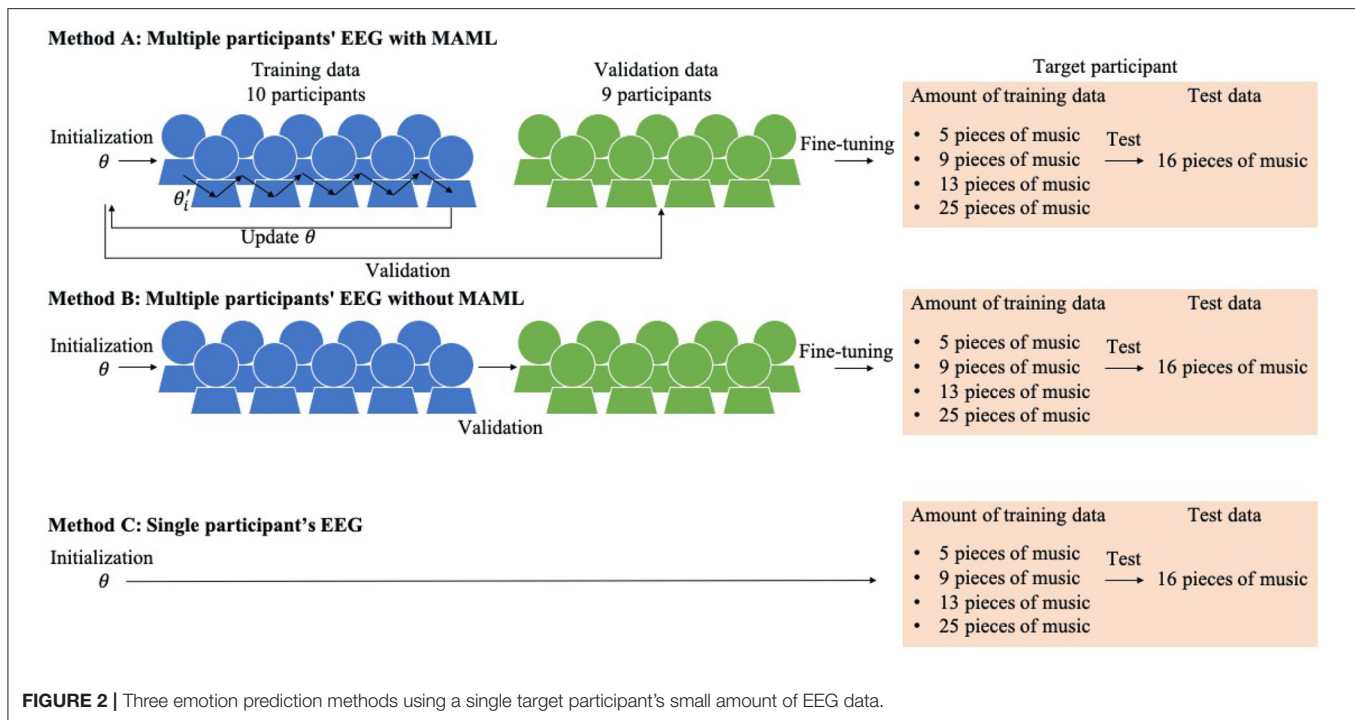 Method A: Multiple participants' EEG with MAML
Training data
10 participants
Validation data
9 participants
Target participant
Initialization
θ
θ′i
Update θ
Validation
Fine-tuning
Amount of training data
• 5 pieces of music
• 9 pieces of music
• 13 pieces of music
• 25 pieces of music
Test
Test data
16 pieces of music
Method B: Multiple participants' EEG without MAML
Initialization
θ
Validation
Fine-tuning
Amount of training data
• 5 pieces of music
• 9 pieces of music
• 13 pieces of music
• 25 pieces of music
Test
Test data
16 pieces of music
Method C: Single participant’s EEG
Initialization
θ
Amount of training data
• 5 pieces of music
• 9 pieces of music
• 13 pieces of music
• 25 pieces of music
Test
Test data
16 pieces of music
FIGURE 2 | Three emotion prediction methods using a single target participant’s small amount of EEG data.